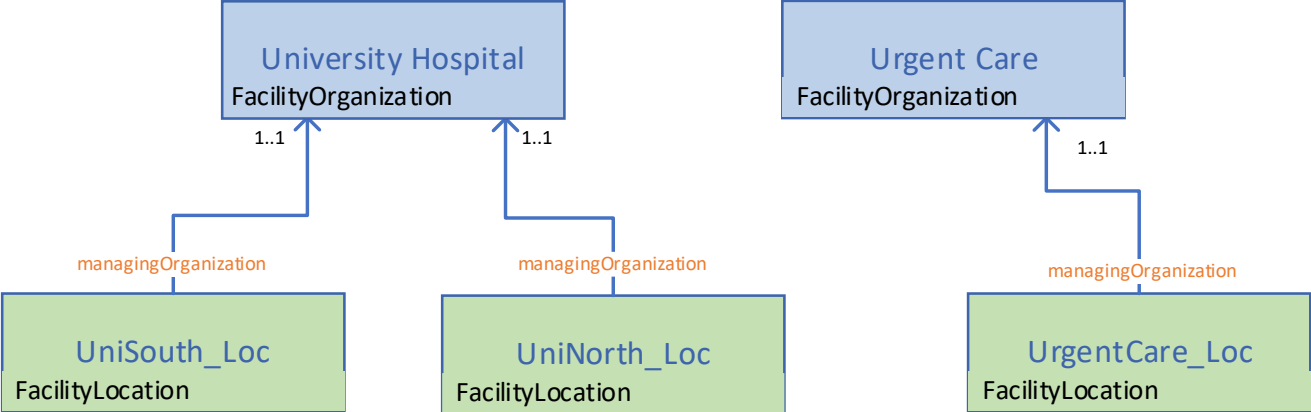 University Hospital
FacilityOrganization
Urgent Care
FacilityOrganization
1..1
1..1
1..1
managingOrganization
managingOrganization
managingOrganization
UniSouth_Loc
FacilityLocation
UniNorth_Loc
FacilityLocation
UrgentCare_Loc
FacilityLocation